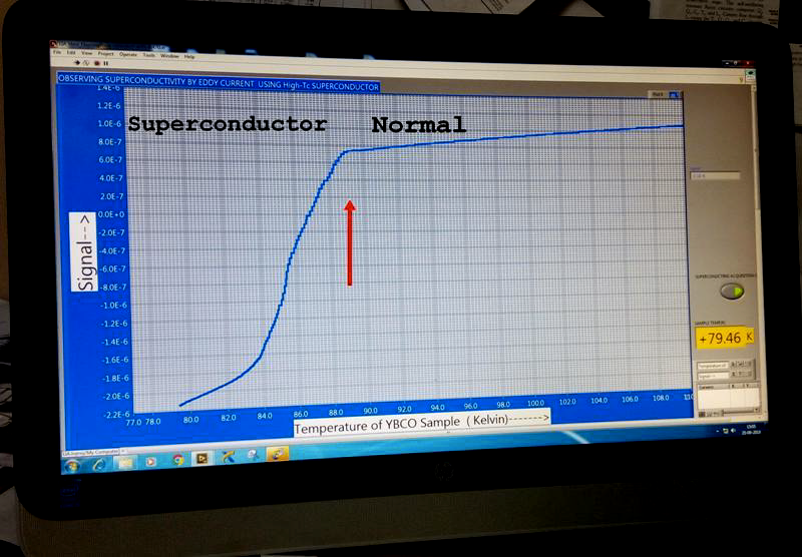 File Edit View Project Operate Tools Window Help
OBSERVING SUPERCONDUCTIVITY BY EDDY CURRENT USING High-Tc SUPERCONDUCTOR
1.4E-6
1.2E-6
1.0E-6
8.0E-7
6.0E-7
4.0E-7
2.0E-7
0.0E+0
-2.0E-7
-4.0E-7
-6.0E-7
-8.0E-7
-1.0E-6
-1.2E-6
-1.4E-6
-1.6E-6
-1.8E-6
-2.0E-6
-2.2E-6
Superconductor Normal
Signal-->
77.0 78.0 80.0 82.0 84.0 86.0 88.0 90.0 92.0 94.0 96.0 98.0 100.0 102.0 104.0 106.0 108.0
Temperature of YBCO Sample ( Kelvin)------->
+79.46 K